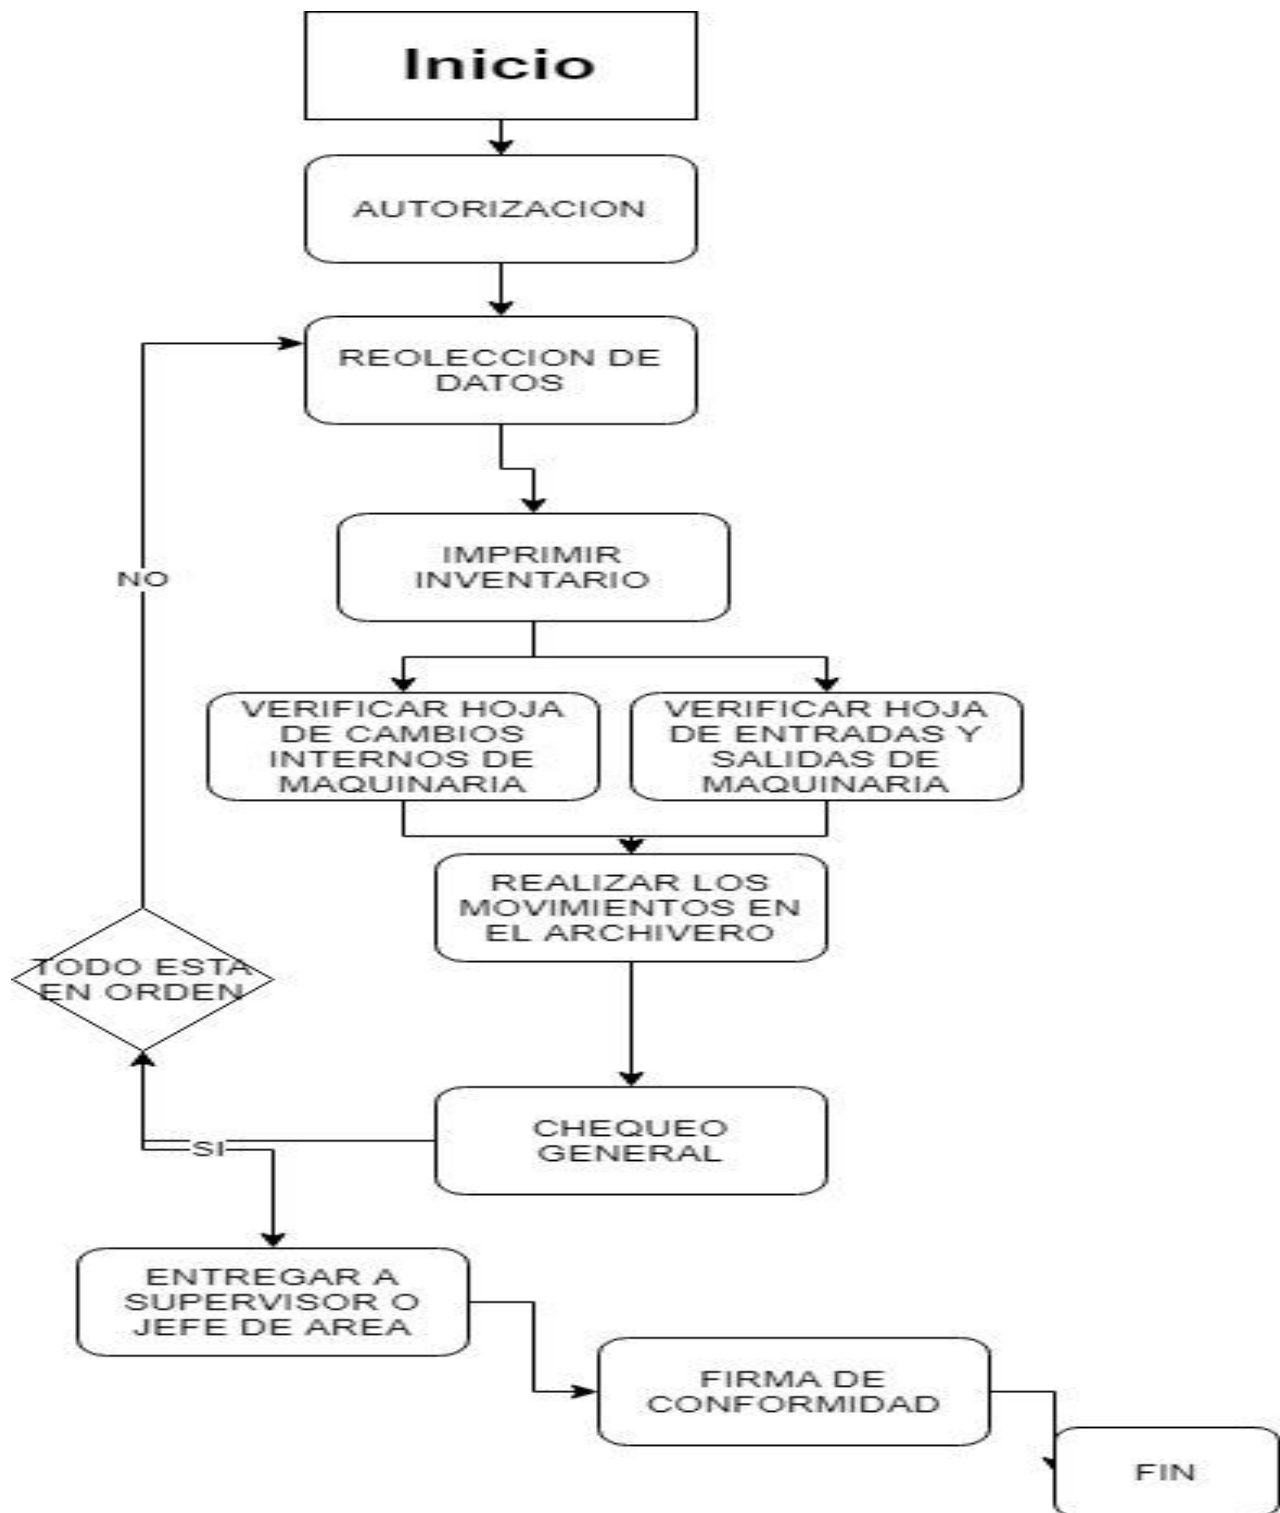 Inicio
AUTORIZACION
REOLECCION DE
DATOS
IMPRIMIR
INVENTARIO
NO
VERIFICAR HOJA
DE CAMBIOS
INTERNOS DE
MAQUINARIA
VERIFICAR HOJA
DE ENTRADAS Y
SALIDAS DE
MAQUINARIA
REALIZAR LOS
MOVIMIENTOS EN
EL ARCHIVERO
TODO ESTA
EN ORDEN
CHEQUEO
GENERAL
SI
ENTREGAR A
SUPERVISOR O
JEFE DE AREA
FIRMA DE
CONFORMIDAD
FIN